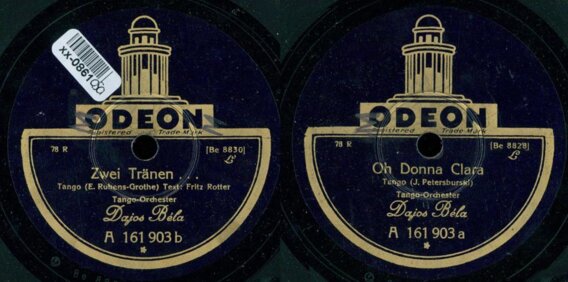 xx-0861
ODEON
Registered Trade Mark
78 R
[Be 8830]
Zwei Tränen . . .
Tango (E. Rubens-Grothe) Text: Fritz Rotter
Tango-Orchester
Dajos Béla
A 161 903 b
ODEON
Registered Trade Mark
78 R
[Be 8828]
Oh Donna Clara
Tango (J. Petersburski)
Tango-Orchester
Dajos Béla
A 161 903 a